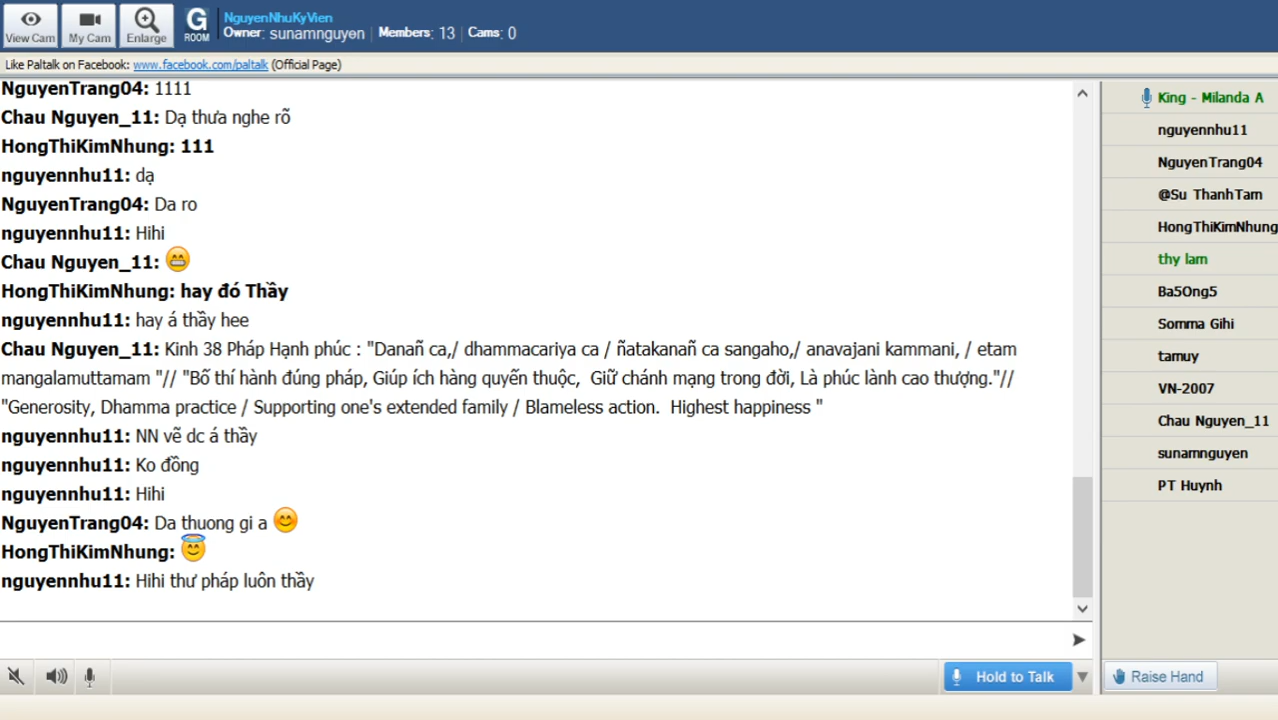 View Cam
My Cam
Enlarge
G
ROOM
NguyenNhuKyVien
Owner: sunamnguyen | Members: 13 | Cams: 0
Like Paltalk on Facebook: www.facebook.com/paltalk (Official Page)
NguyenTrang04: 1111
Chau Nguyen_11: Dạ thưa nghe rõ
HongThiKimNhung: 111
nguyennhu11: dạ
NguyenTrang04: Da ro
nguyennhu11: Hihi
Chau Nguyen_11:
HongThiKimNhung: hay đó Thầy
nguyennhu11: hay á thầy hee
Chau Nguyen_11: Kinh 38 Pháp Hạnh phúc : "Danañ ca,/ dhammacariya ca / ñatakanañ ca sangaho,/ anavajani kammani, / etam
mangalamuttamam "// "Bố thí hành đúng pháp, Giúp ích hàng quyến thuộc, Giữ chánh mạng trong đời, Là phúc lành cao thượng."//
"Generosity, Dhamma practice / Supporting one's extended family / Blameless action. Highest happiness "
nguyennhu11: NN vẽ dc á thầy
nguyennhu11: Ko đồng
nguyennhu11: Hihi
NguyenTrang04: Da thuong gi a
HongThiKimNhung:
nguyennhu11: Hihi thư pháp luôn thầy
King - Milanda A
nguyennhu11
NguyenTrang04
@Su ThanhTam
HongThiKimNhung
thy lam
Ba5Ong5
Somma Gihi
tamuy
VN-2007
Chau Nguyen_11
sunamnguyen
PT Huynh
Hold to Talk
Raise Hand